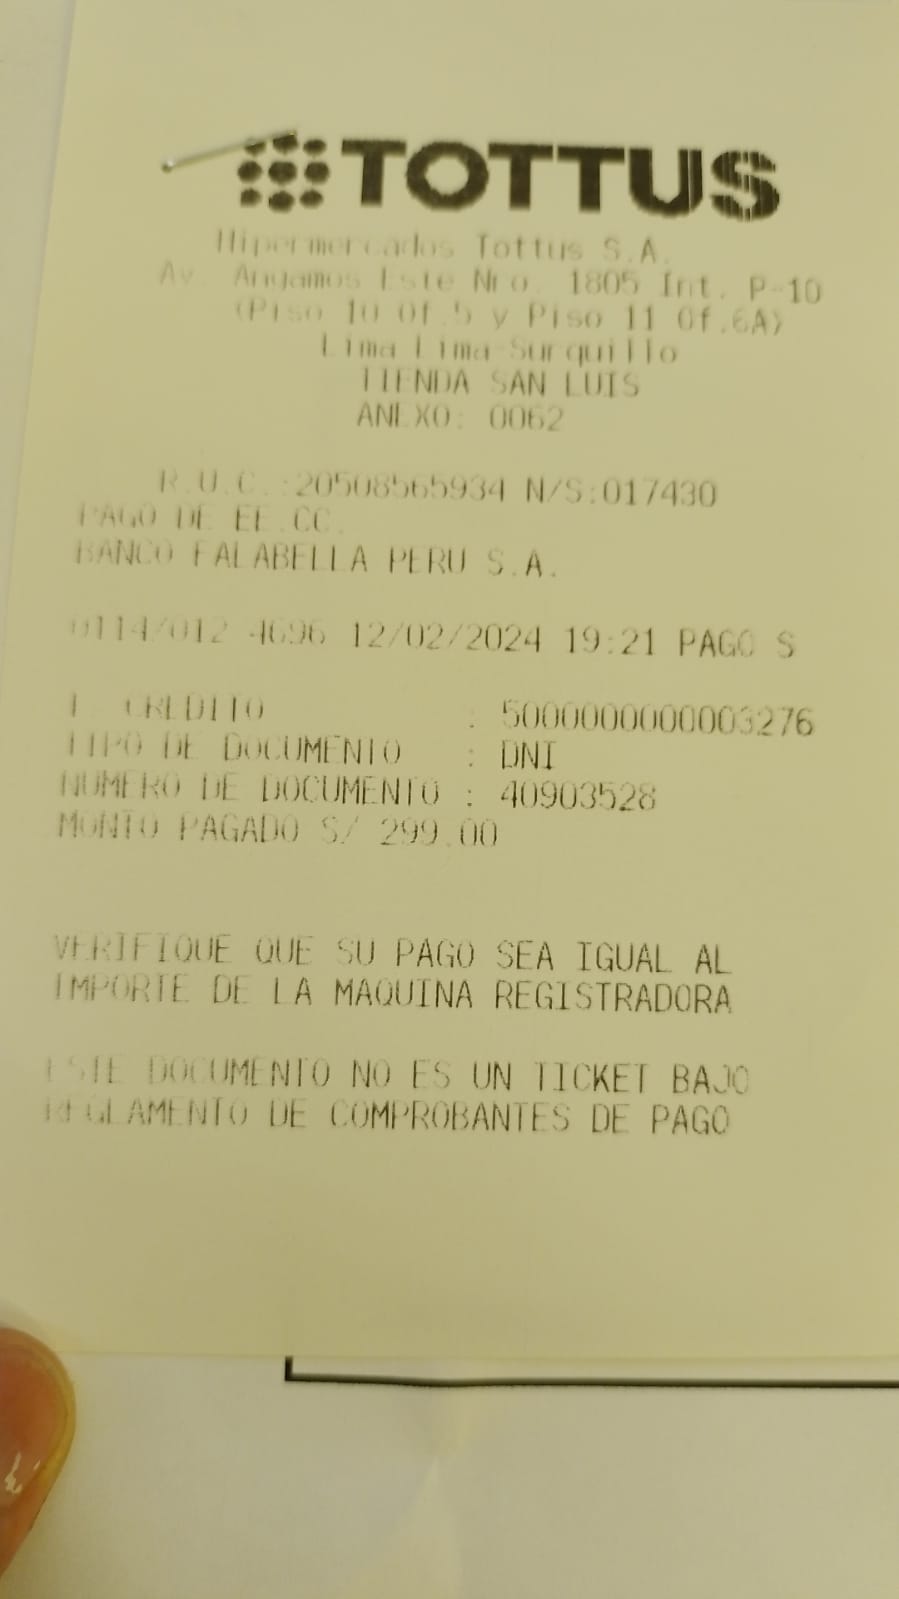 TOTTUS
Hipermercados Tottus S.A.
Av. Angamos Este Nro. 1805 Int. P-10
(Piso 10 Of.5 y Piso 11 Of.6A)
Lima Lima Surquillo
TIENDA SAN LUIS
ANEXO: 0062
R.U.C.:20508565934 N/S:017430
PAGO DE EE.CC.
BANCO FALABELLA PERU S.A.
0114/012 4696 12/02/2024 19:21 PAGO S
T. CREDITO : 5000000000003276
TIPO DE DOCUMENTO : DNI
NUMERO DE DOCUMENTO : 40903528
MONTO PAGADO S/ 299.00
VERIFIQUE QUE SU PAGO SEA IGUAL AL
IMPORTE DE LA MAQUINA REGISTRADORA
ESTE DOCUMENTO NO ES UN TICKET BAJO
REGLAMENTO DE COMPROBANTES DE PAGO